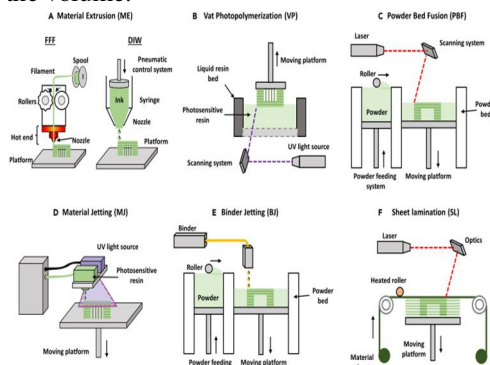 the volume.
A Material Extrusion (ME)
FFF
DIW
Spool
Filament
Pneumatic
control system
Rollers
Ink
Syringe
Hot end
Nozzle
Nozzle
Platform
Platform
B Vat Photopolymerization (VP)
Moving platform
Liquid resin
bed
Photosensitive
resin
Scanning system
UV light source
C Powder Bed Fusion (PBF)
Laser
Scanning system
Roller
Powder
bed
Powder
Powder feeding
system
Moving platform
D Material Jetting (MJ)
UV light source
Photosensitive
resin
Moving platform
E Binder Jetting (BJ)
Binder
Roller
Powder
Powder
bed
Powder feeding
Moving platform
F Sheet lamination (SL)
Laser
Optics
Heated roller
Material
Moving
platform